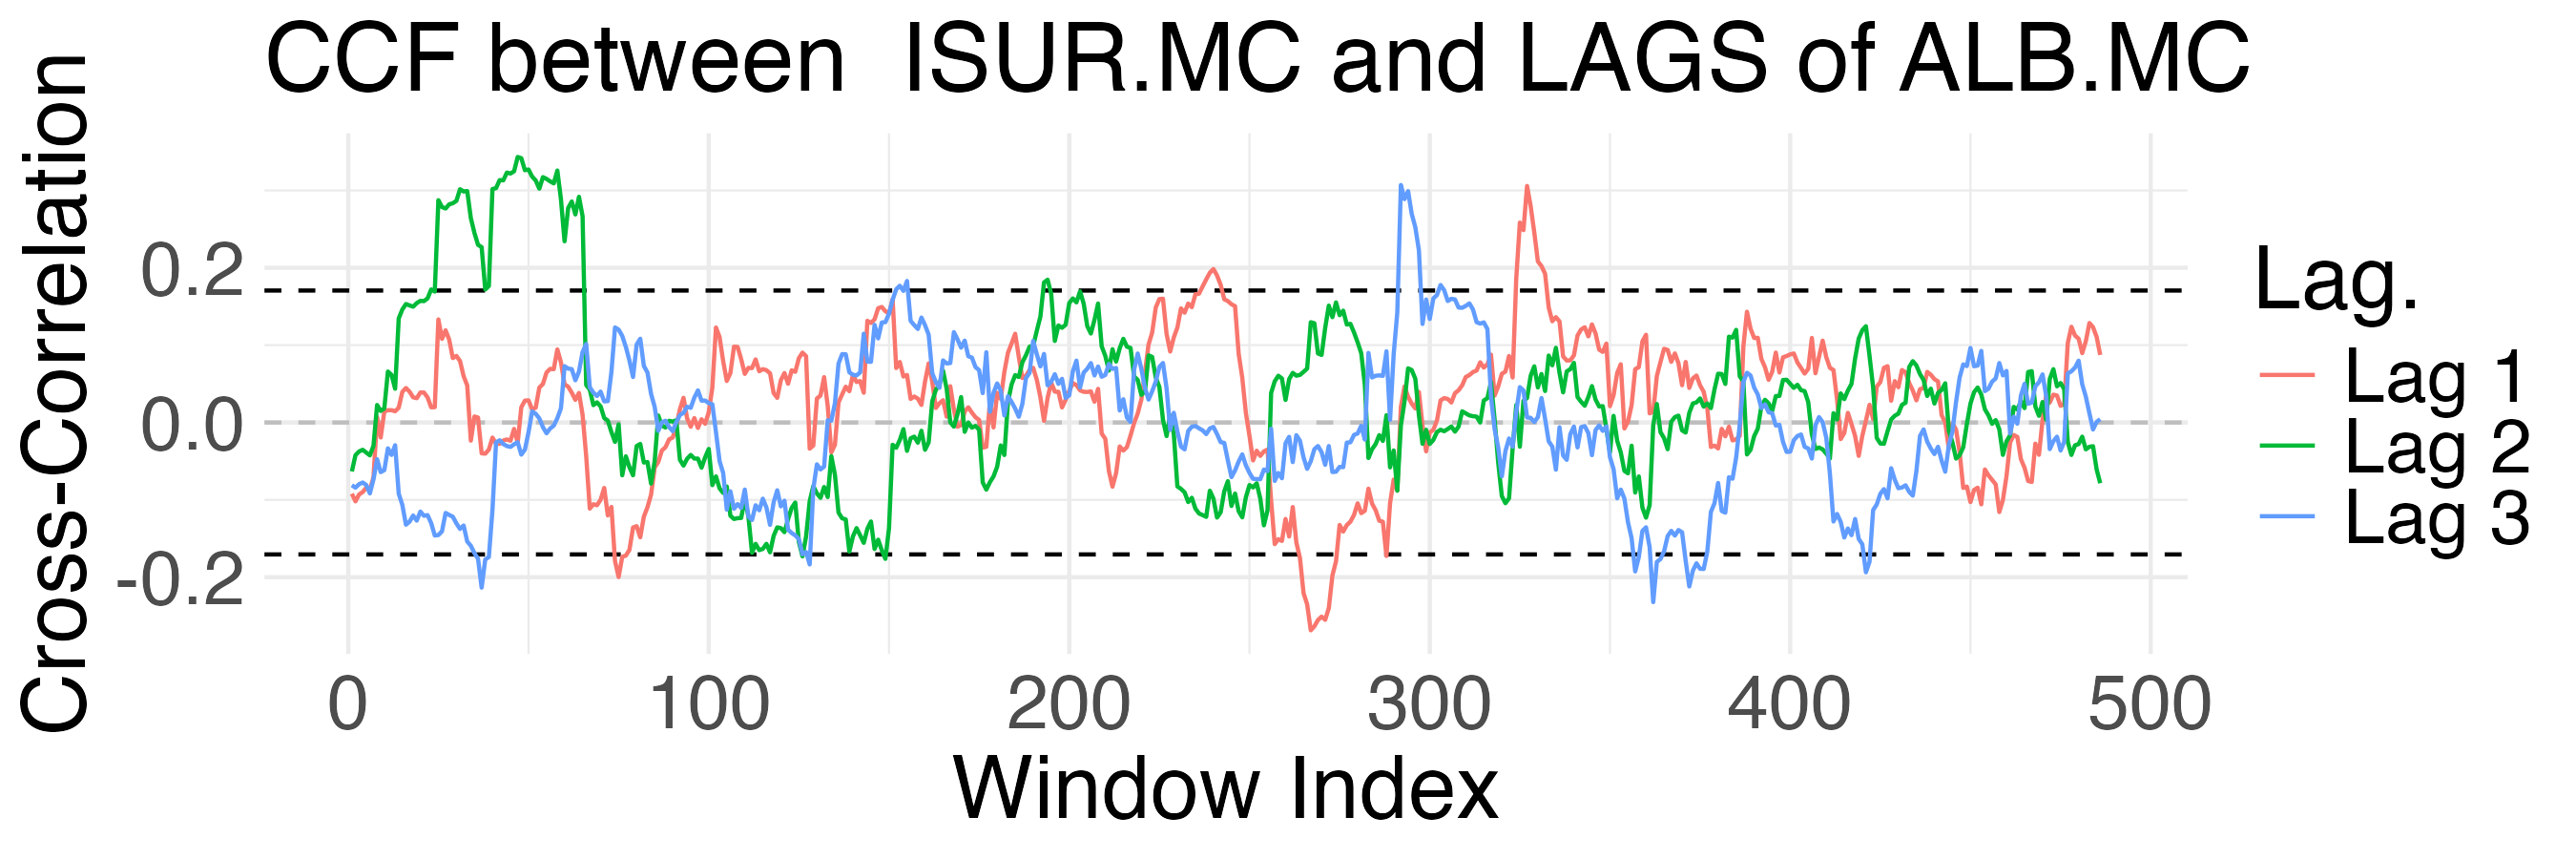 CCF between  ISUR.MC and LAGS of ALB.MC
Cross-Correlation
0.2
0.0
-0.2
0 100 200 300 400 500
Window Index
Lag.
Lag 1
Lag 2
Lag 3